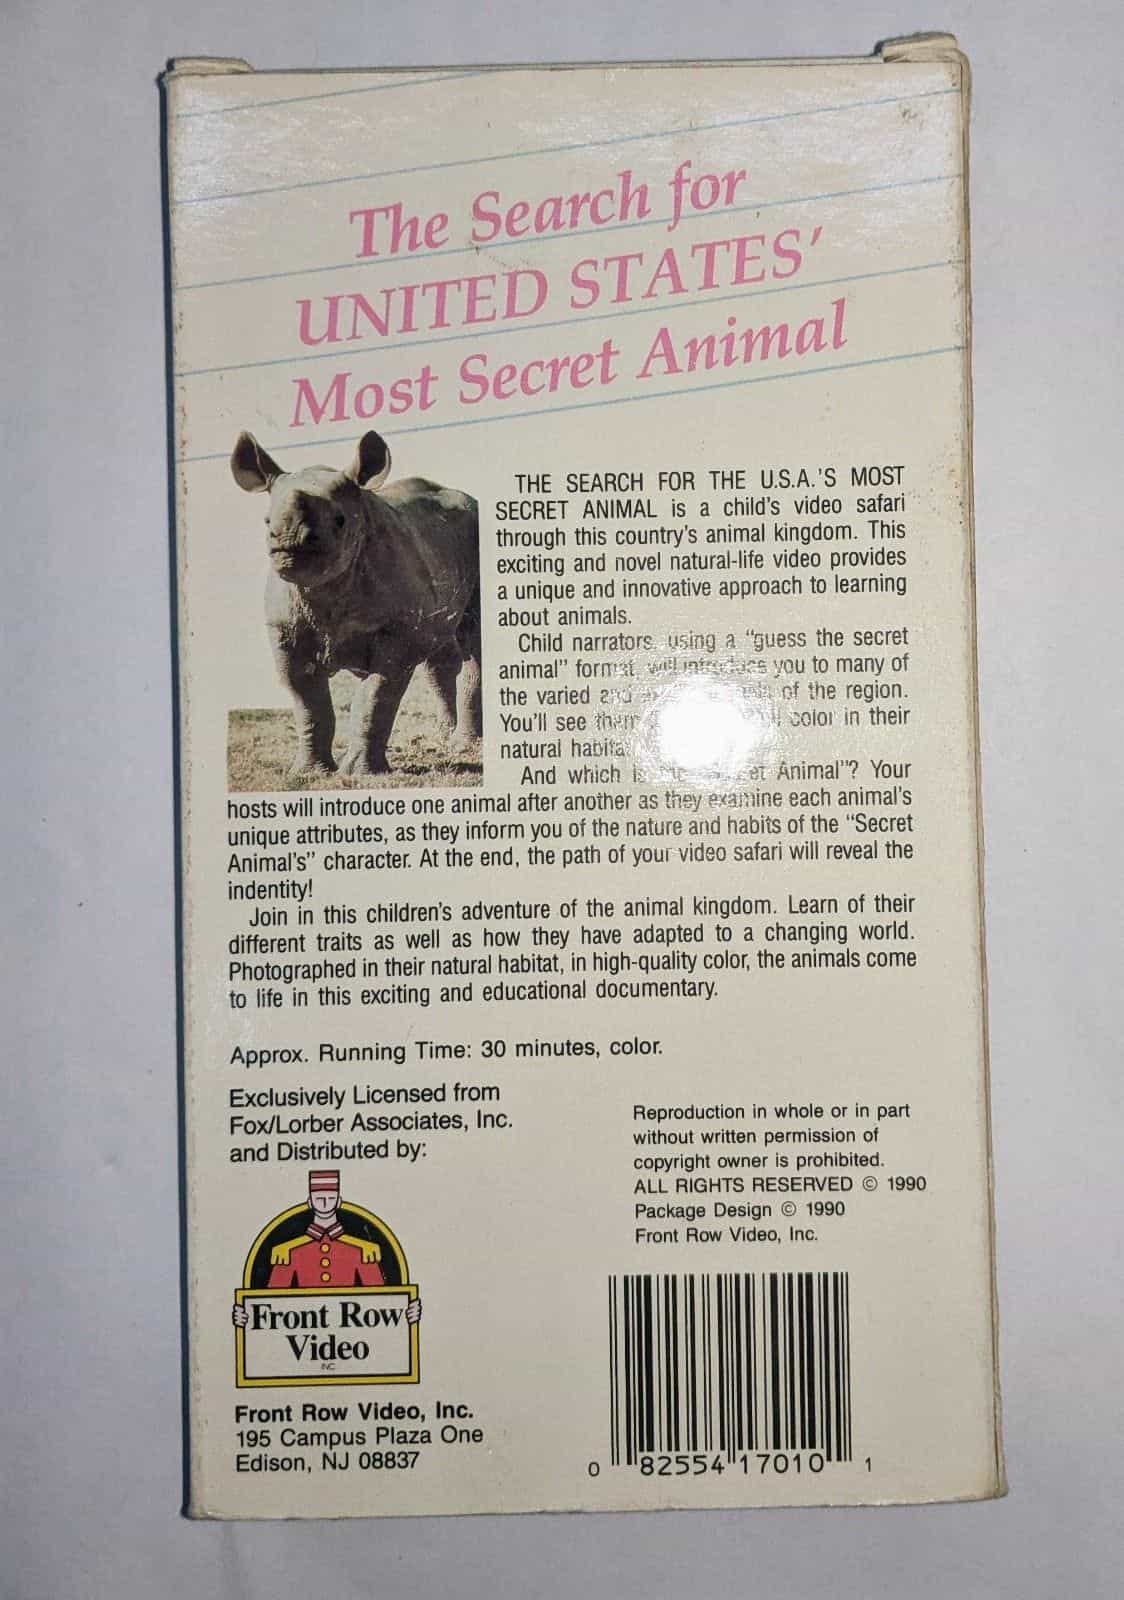 The Search for
UNITED STATES'
Most Secret Animal
THE SEARCH FOR THE U.S.A.'S MOST
SECRET ANIMAL is a child's video safari
through this country's animal kingdom. This
exciting and novel natural-life video provides
a unique and innovative approach to learning
about animals.
Child narrators, using a "guess the secret
animal" format, will introduce you to many of
the varied and of the region.
You'll see them color in their
natural
And which is Animal"? Your
hosts will introduce one animal after another as they examine each animal's
unique attributes, as they inform you of the nature and habits of the "Secret
Animal's" character. At the end, the path of your video safari will reveal the
indentity!
Join in this children's adventure of the animal kingdom. Learn of their
different traits as well as how they have adapted to a changing world.
Photographed in their natural habitat, in high-quality color, the animals come
to life in this exciting and educational documentary.
Approx. Running Time: 30 minutes, color.
Exclusively Licensed from
Fox/Lorber Associates, Inc.
and Distributed by:
Front Row
Video
INC
Front Row Video, Inc.
195 Campus Plaza One
Edison, NJ 08837
Reproduction in whole or in part
without written permission of
copyright owner is prohibited.
ALL RIGHTS RESERVED © 1990
Package Design © 1990
Front Row Video, Inc.
0 82554 17010 1